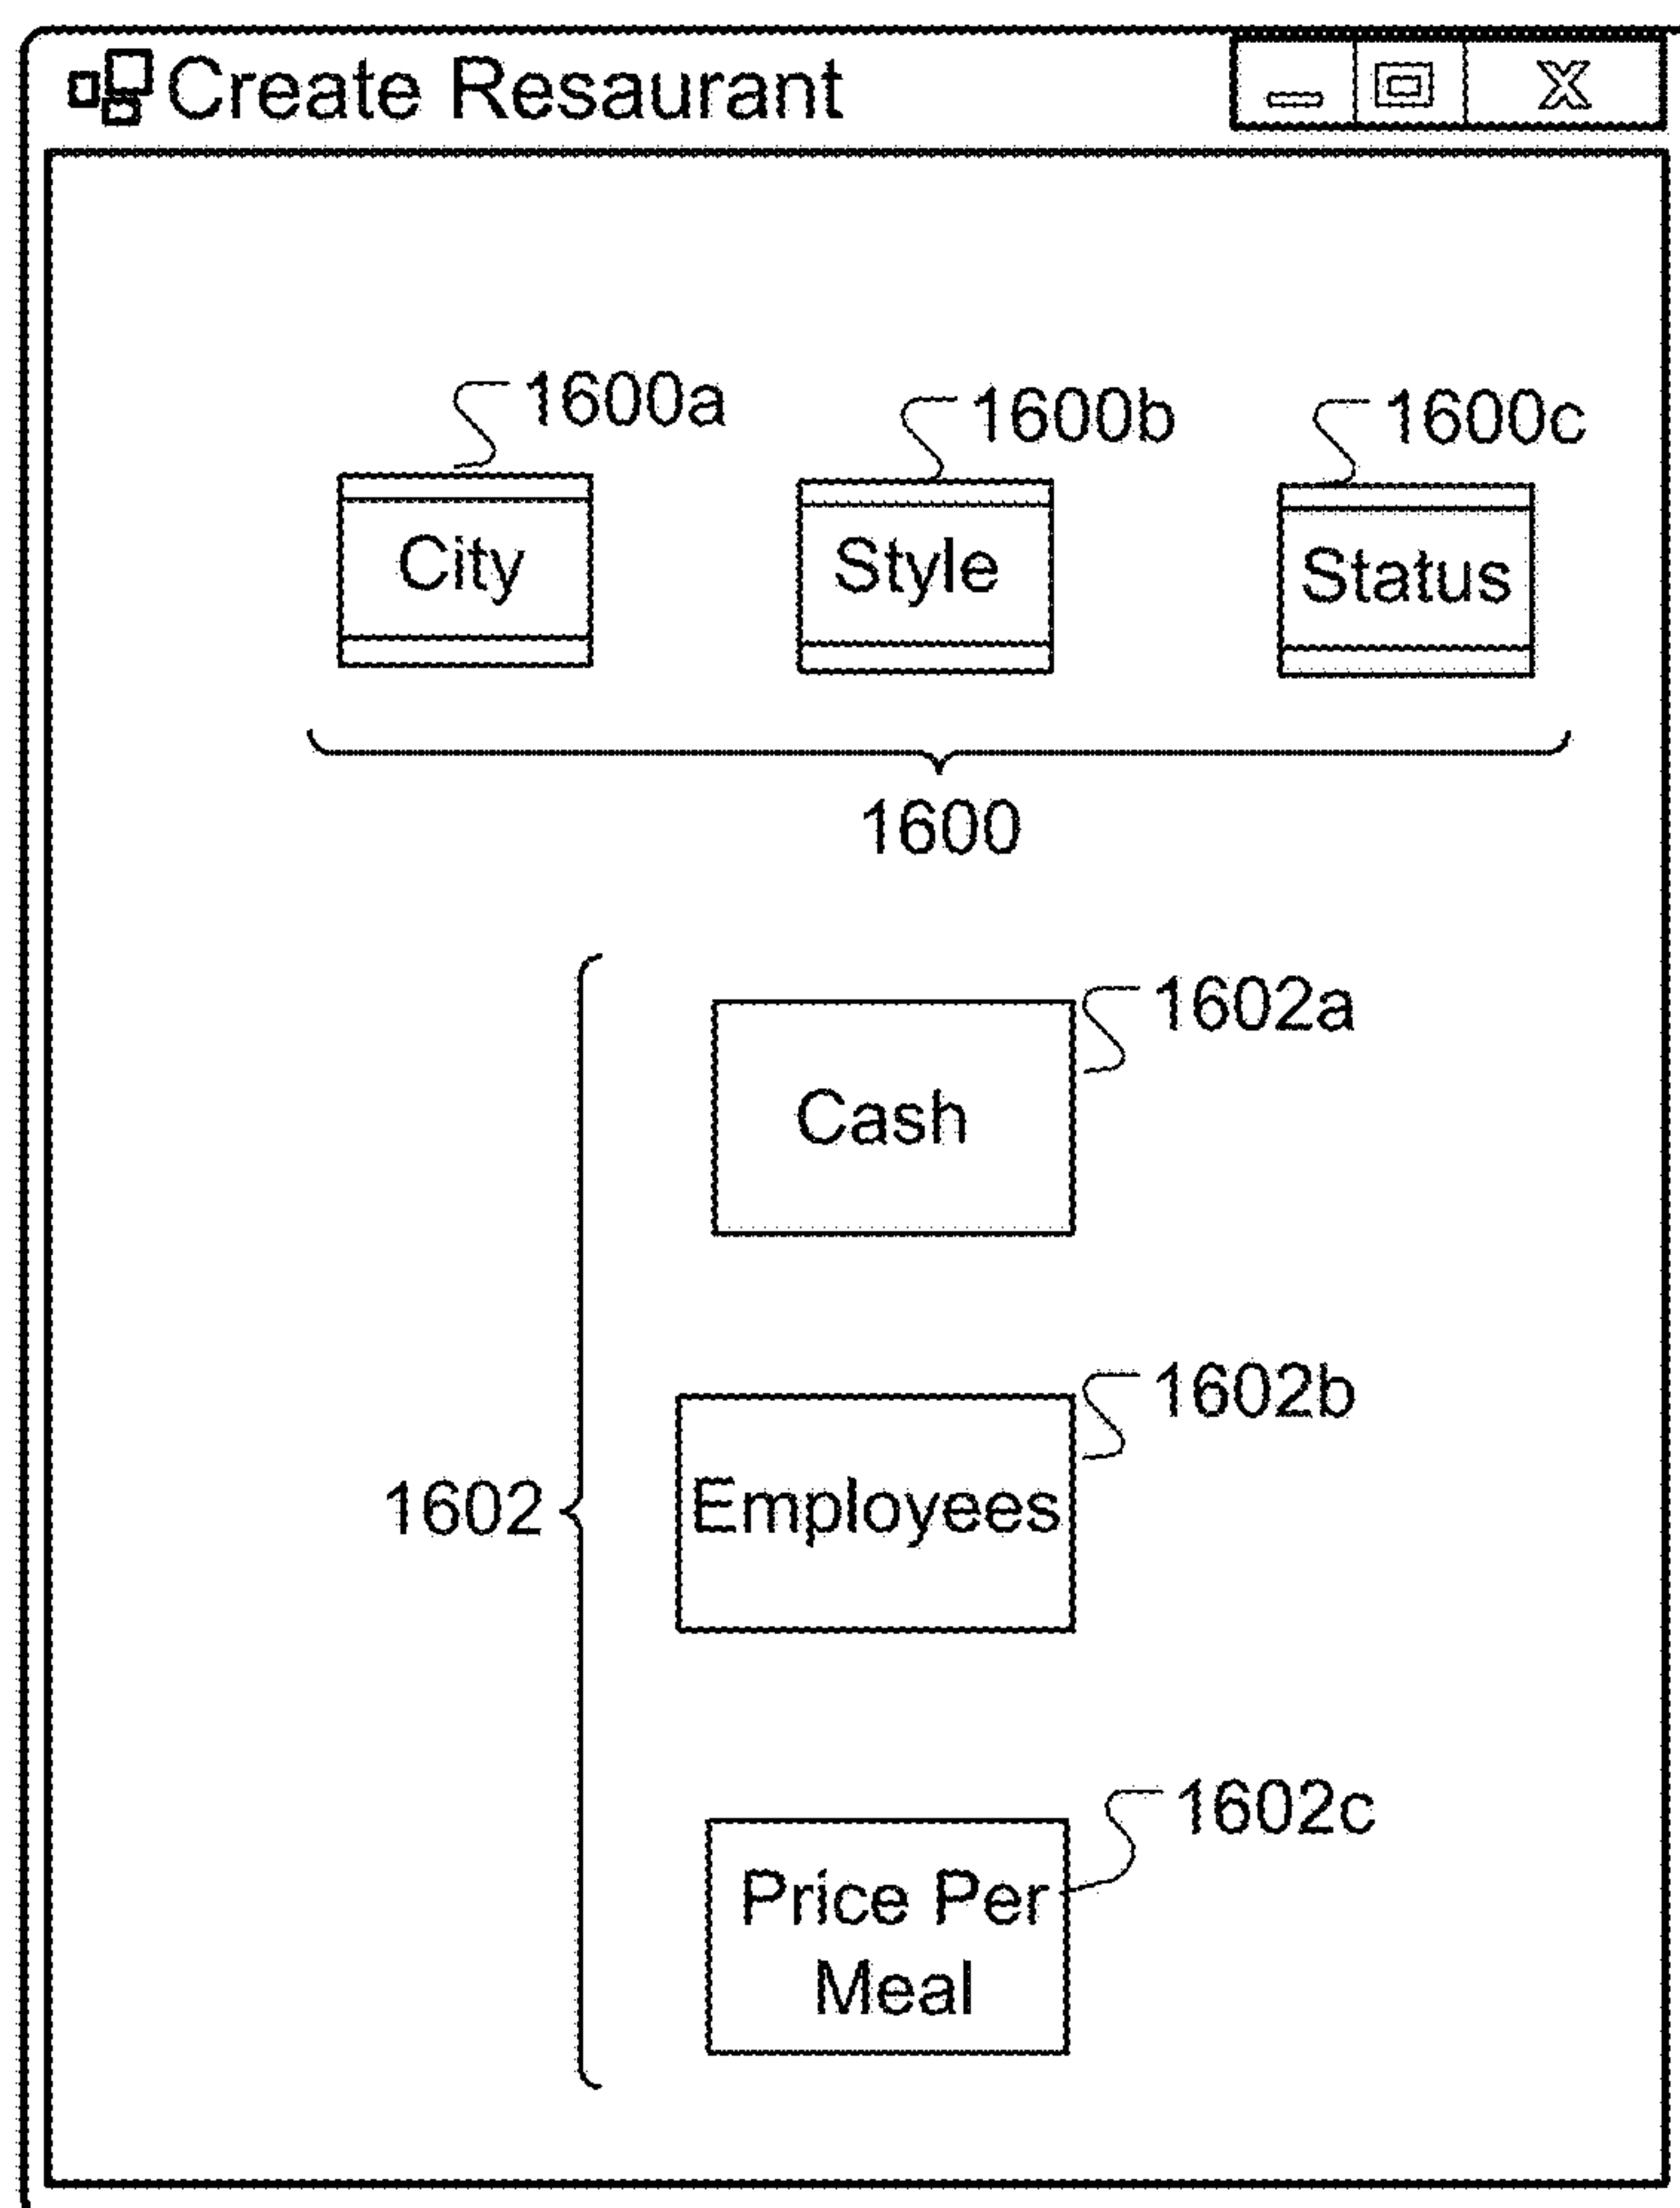 Create Resaurant
X
1600a
1600b
1600c
City
Style
Status
1600
1602a
Cash
1602b
1602
Employees
1602c
Price Per
Meal